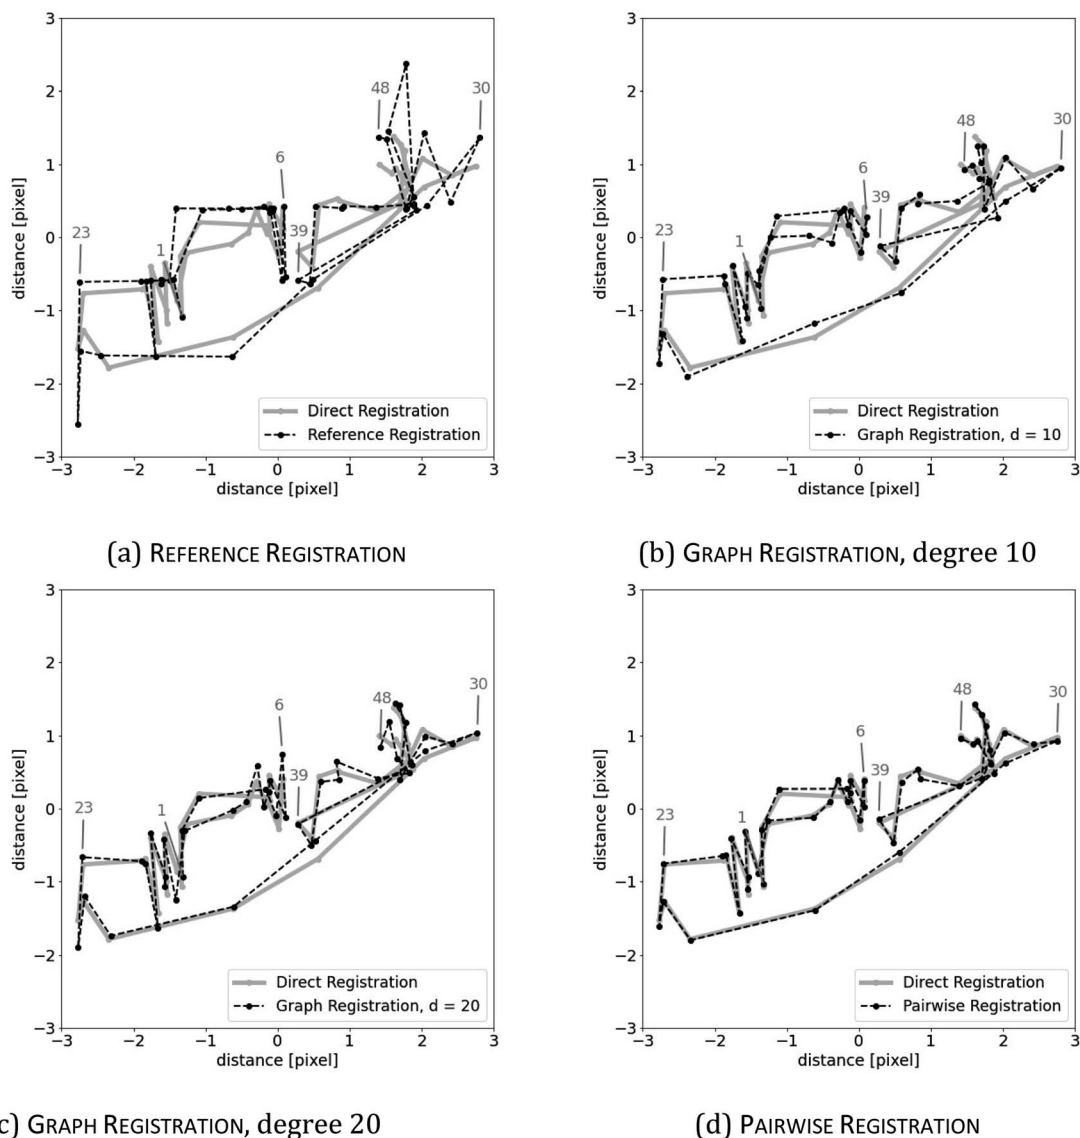 3
2
1
0
−1
−2
−3
distance [pixel]
48
30
6
39
23
1
Direct Registration
Reference Registration
−3 −2 −1 0 1 2 3
distance [pixel]
(a) REFERENCE REGISTRATION
3
2
1
0
−1
−2
−3
distance [pixel]
48
30
6
39
23
1
Direct Registration
Graph Registration, d = 10
−3 −2 −1 0 1 2 3
distance [pixel]
(b) GRAPH REGISTRATION, degree 10
3
2
1
0
−1
−2
−3
distance [pixel]
30
48
6
39
23
1
Direct Registration
Graph Registration, d = 20
−3 −2 −1 0 1 2 3
distance [pixel]
c) GRAPH REGISTRATION, degree 20
3
2
1
0
−1
−2
−3
distance [pixel]
48
30
6
39
23
1
Direct Registration
Pairwise Registration
−3 −2 −1 0 1 2 3
distance [pixel]
(d) PAIRWISE REGISTRATION